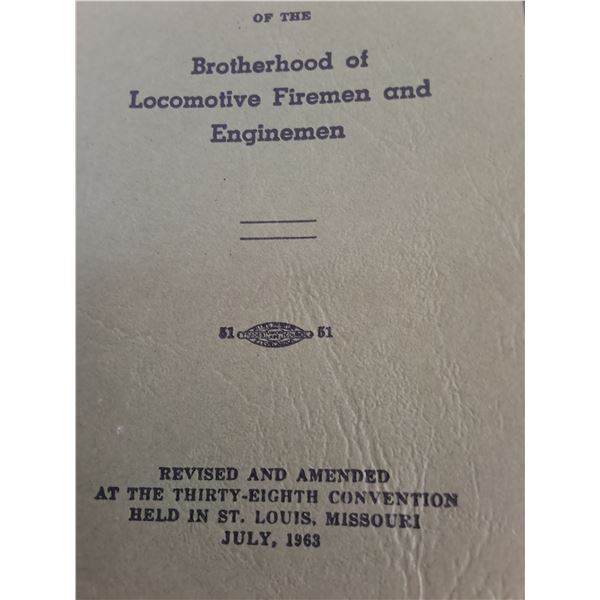 OF THE
Brotherhood of
Locomotive Firemen and
Enginemen
51 51
REVISED AND AMENDED
AT THE THIRTY-EIGHTH CONVENTION
HELD IN ST. LOUIS, MISSOURI
JULY, 1963